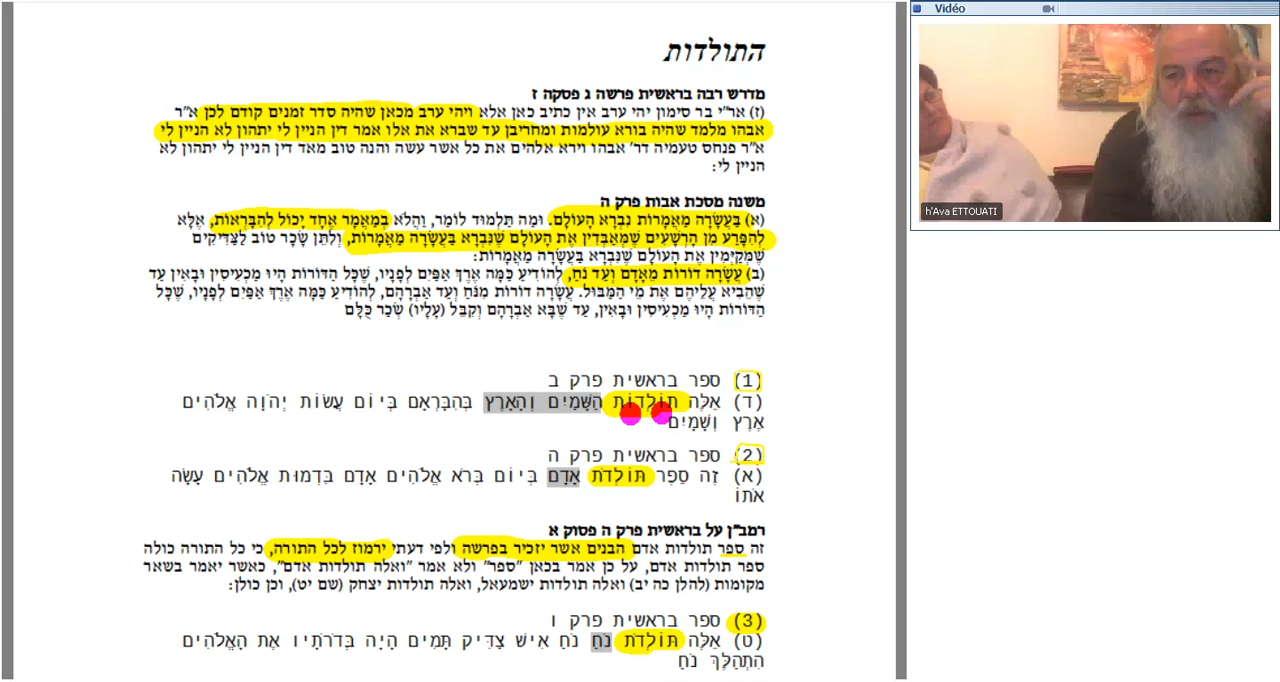 Vidéo
h'Ava ETTOUATI
התולדות
מדרש רבה בראשית פרשה ג פסקה ז
(ז) אר"י בר סימון יהי ערב אין כתיב כאן אלא ויהי ערב מכאן שהיה סדר זמנים קודם לכן א"ר
אבהו מלמד שהיה בורא עולמות ומחריבן עד שברא את אלו אמר דין הניין לי יתהון לא הניין לי
א"ר פנחס טעמיה דר' אבהו וירא אלהים את כל אשר עשה והנה טוב מאד דין הניין לי יתהון לא
הניין לי:
משנה מסכת אבות פרק ה
(א) בַּעֲשָׂרָה מַאֲמָרוֹת נִבְרָא הָעוֹלָם. וּמַה תַּלְמוּד לוֹמַר, וַהֲלֹא בְמַאֲמָר אֶחָד יָכוֹל לְהִבָּרְאוֹת, אֶלָּא
לְהִפָּרַע מִן הָרְשָׁעִים שֶׁמְּאַבְּדִין אֶת הָעוֹלָם שֶׁנִּבְרָא בַּעֲשָׂרָה מַאֲמָרוֹת, וְלִתֵּן שָׂכָר טוֹב לַצַּדִּיקִים
שֶׁמְּקַיְּמִין אֶת הָעוֹלָם שֶׁנִּבְרָא בַּעֲשָׂרָה מַאֲמָרוֹת:
(ב) עֲשָׂרָה דוֹרוֹת מֵאָדָם וְעַד נֹחַ, לְהוֹדִיעַ כַּמָּה אֶרֶךְ אַפַּיִם לְפָנָיו, שֶׁכָּל הַדּוֹרוֹת הָיוּ מַכְעִיסִין וּבָאִין עַד
שֶׁהֵבִיא עֲלֵיהֶם אֶת מֵי הַמַּבּוּל. עֲשָׂרָה דוֹרוֹת מִנֹּחַ וְעַד אַבְרָהָם, לְהוֹדִיעַ כַּמָּה אֶרֶךְ אַפַּיִם לְפָנָיו, שֶׁכָּל
הַדּוֹרוֹת הָיוּ מַכְעִיסִין וּבָאִין, עַד שֶׁבָּא אַבְרָהָם וְקִבֵּל (עָלָיו) שְׂכַר כֻּלָּם
(1) ספר בראשית פרק ב
(ד) אֵלֶּה תוֹלְדוֹת הַשָּׁמַיִם וְהָאָרֶץ בְּהִבָּרְאָם בְּיוֹם עֲשׂוֹת יְהֹוָה אֱלֹהִים
אֶרֶץ וְשָׁמָיִם
(2) ספר בראשית פרק ה
(א) זֶה סֵפֶר תּוֹלְדֹת אָדָם בְּיוֹם בְּרֹא אֱלֹהִים אָדָם בִּדְמוּת אֱלֹהִים עָשָׂה
אֹתוֹ
רמב"ן על בראשית פרק ה פסוק א
זה ספר תולדות אדם הבנים אשר יזכיר בפרשה ולפי דעתי ירמוז לכל התורה, כי כל התורה כולה
ספר תולדות אדם, על כן אמר בכאן "ספר" ולא אמר "ואלה תולדות אדם", כאשר יאמר בשאר
מקומות (להלן כה יב) ואלה תולדות ישמעאל, ואלה תולדות יצחק (שם יט), וכן כולן:
(3) ספר בראשית פרק ו
(ט) אֵלֶּה תּוֹלְדֹת נֹחַ נֹחַ אִישׁ צַדִּיק תָּמִים הָיָה בְּדֹרֹתָיו אֶת הָאֱלֹהִים
הִתְהַלֶּךְ נֹחַ